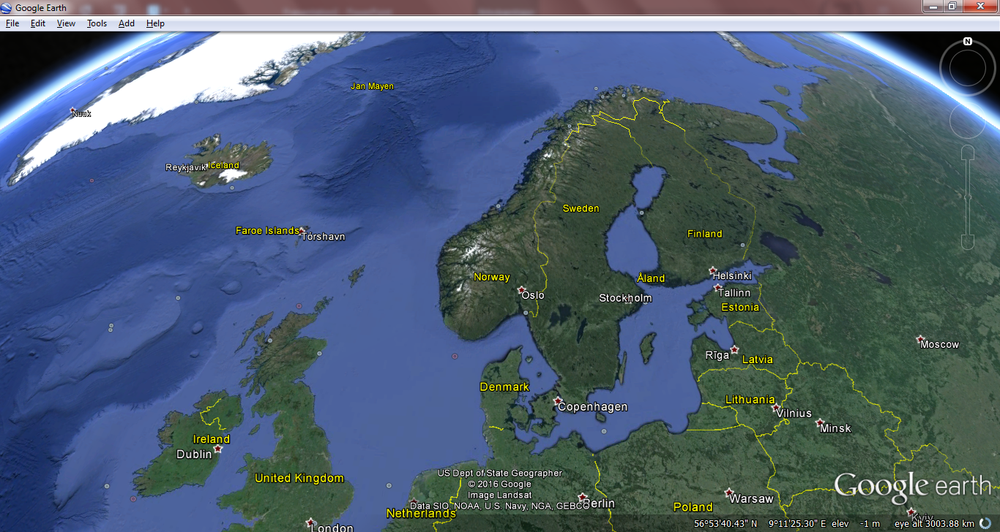 Google Earth
File Edit View Tools Add Help
N
Jan Mayen
Nuuk
Reykjavik Iceland
Sweden
Faroe Islands
Tórshavn
Finland
Norway
Åland
Helsinki
Oslo
Stockholm
Tallinn
Estonia
Moscow
Rīga
Latvia
Denmark
Lithuania
Copenhagen
Vilnius
Minsk
Ireland
Dublin
United Kingdom
US Dept of State Geographer
© 2016 Google
Image Landsat
Data SIO, NOAA, U.S. Navy, NGA, GEBCO
Google earth
Berlin
Warsaw
Poland
Netherlands
Kyiv
London
56°53'40.43" N 9°11'25.30" E elev -1 m eye alt 3003.88 km